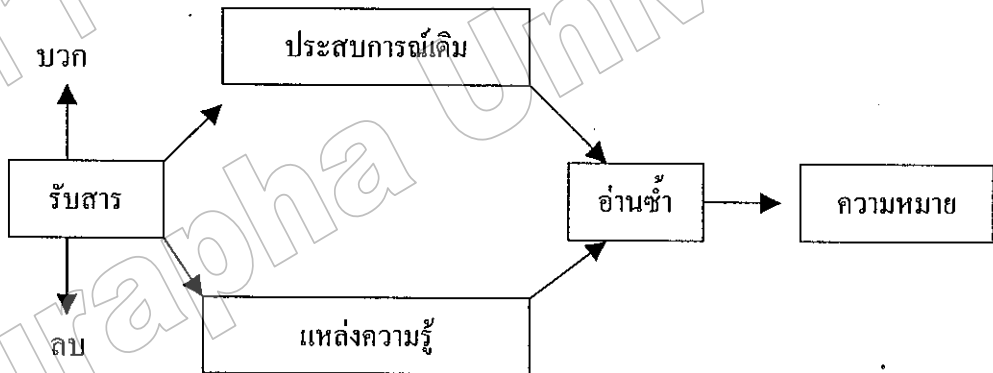 ประสบการณ์เดิม
บวก
รับสาร
อ่านซ้ำ
ความหมาย
แหล่งความรู้
ลบ
urapha Univ